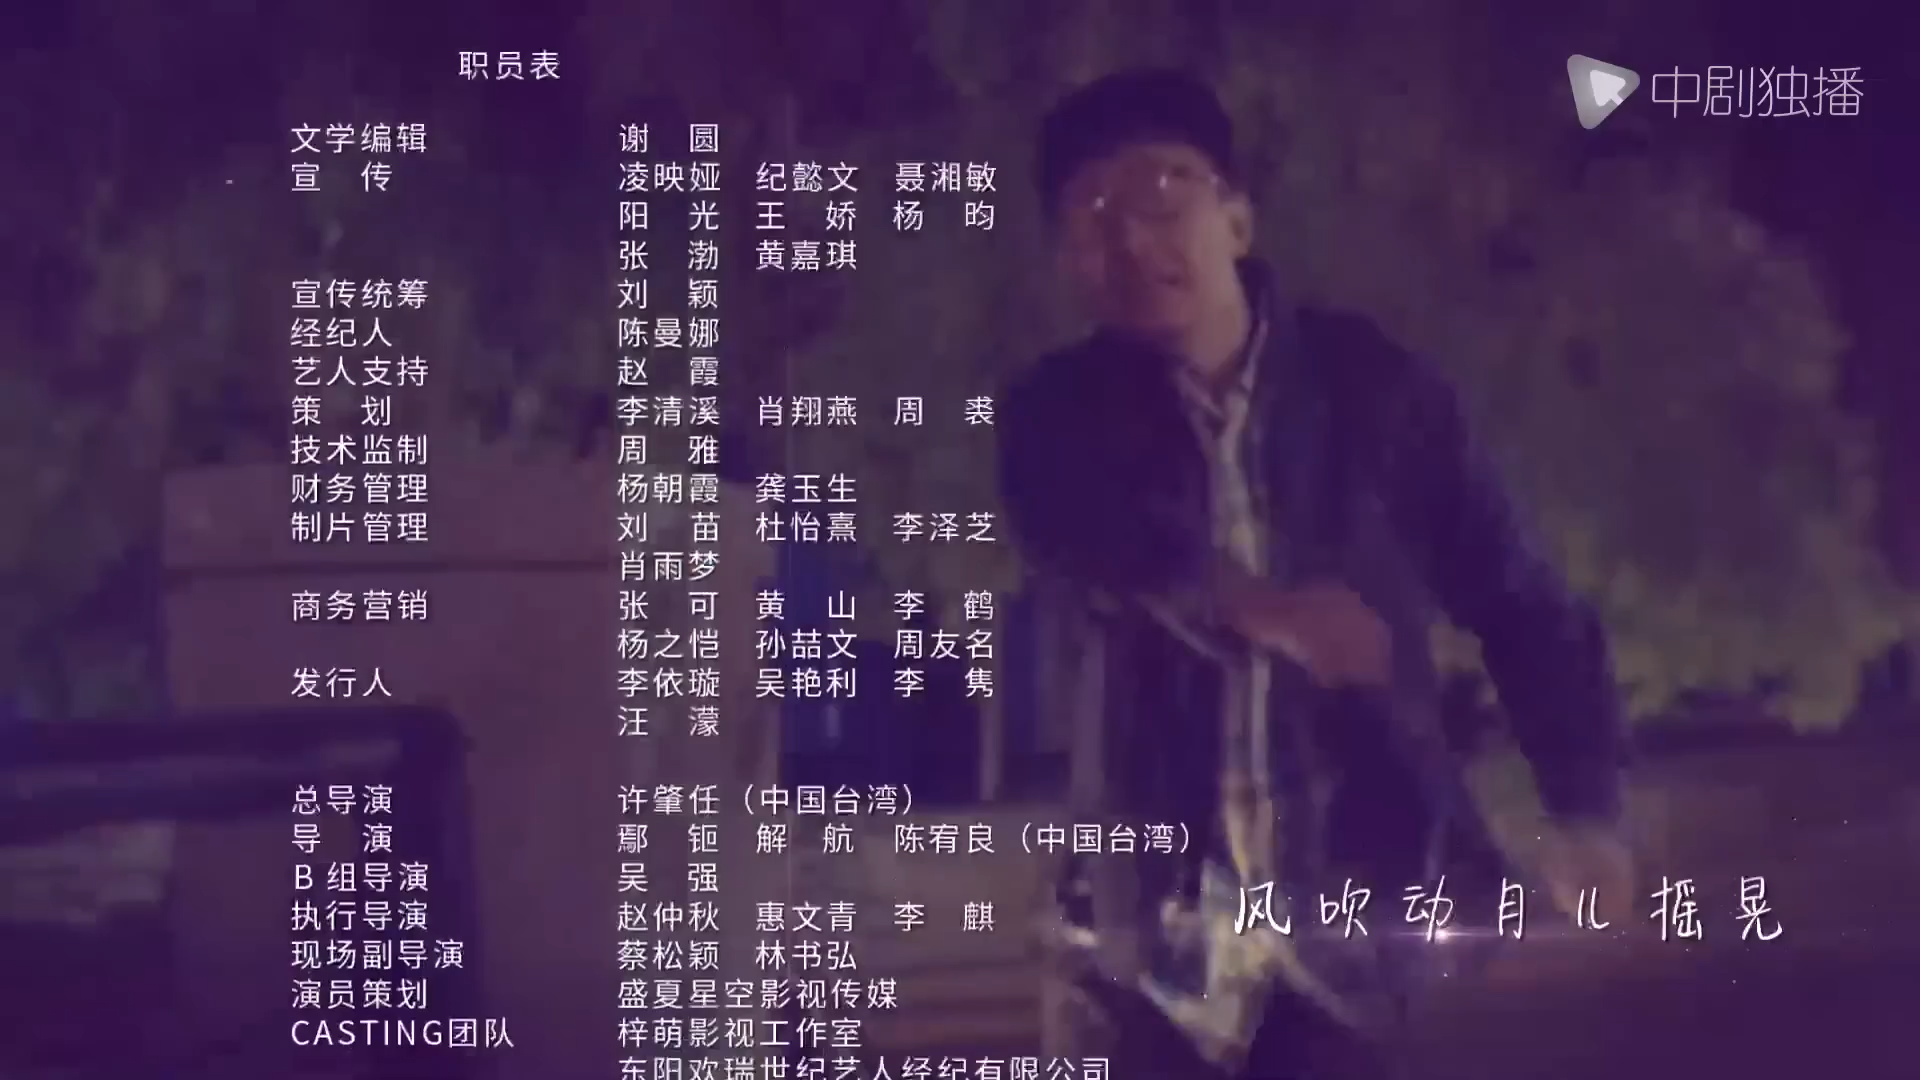 职员表
中剧独播
文学编辑 谢 圆
宣 传 凌映娅 纪懿文 聂湘敏
阳 光 王 娇 杨 昀
张 渤 黄嘉琪
宣传统筹 刘 颖
经纪人 陈曼娜
艺人支持 赵 霞
策 划 李清溪 肖翔燕 周 裘
技术监制 周 雅
财务管理 杨朝霞 龚玉生
制片管理 刘 苗 杜怡熹 李泽芝
肖雨梦
商务营销 张 可 黄 山 李 鹤
杨之恺 孙喆文 周友名
发行人 李依璇 吴艳利 李 隽
汪 濛
总导演 许肇任（中国台湾）
导 演 鄢 钷 解 航 陈宥良（中国台湾）
B 组导演 吴 强
执行导演 赵仲秋 惠文青 李 麒
现场副导演 蔡松颖 林书弘
演员策划 盛夏星空影视传媒
CASTING团队 梓萌影视工作室
东阳欢瑞世纪艺人经纪有限公司
风吹动月儿摇晃